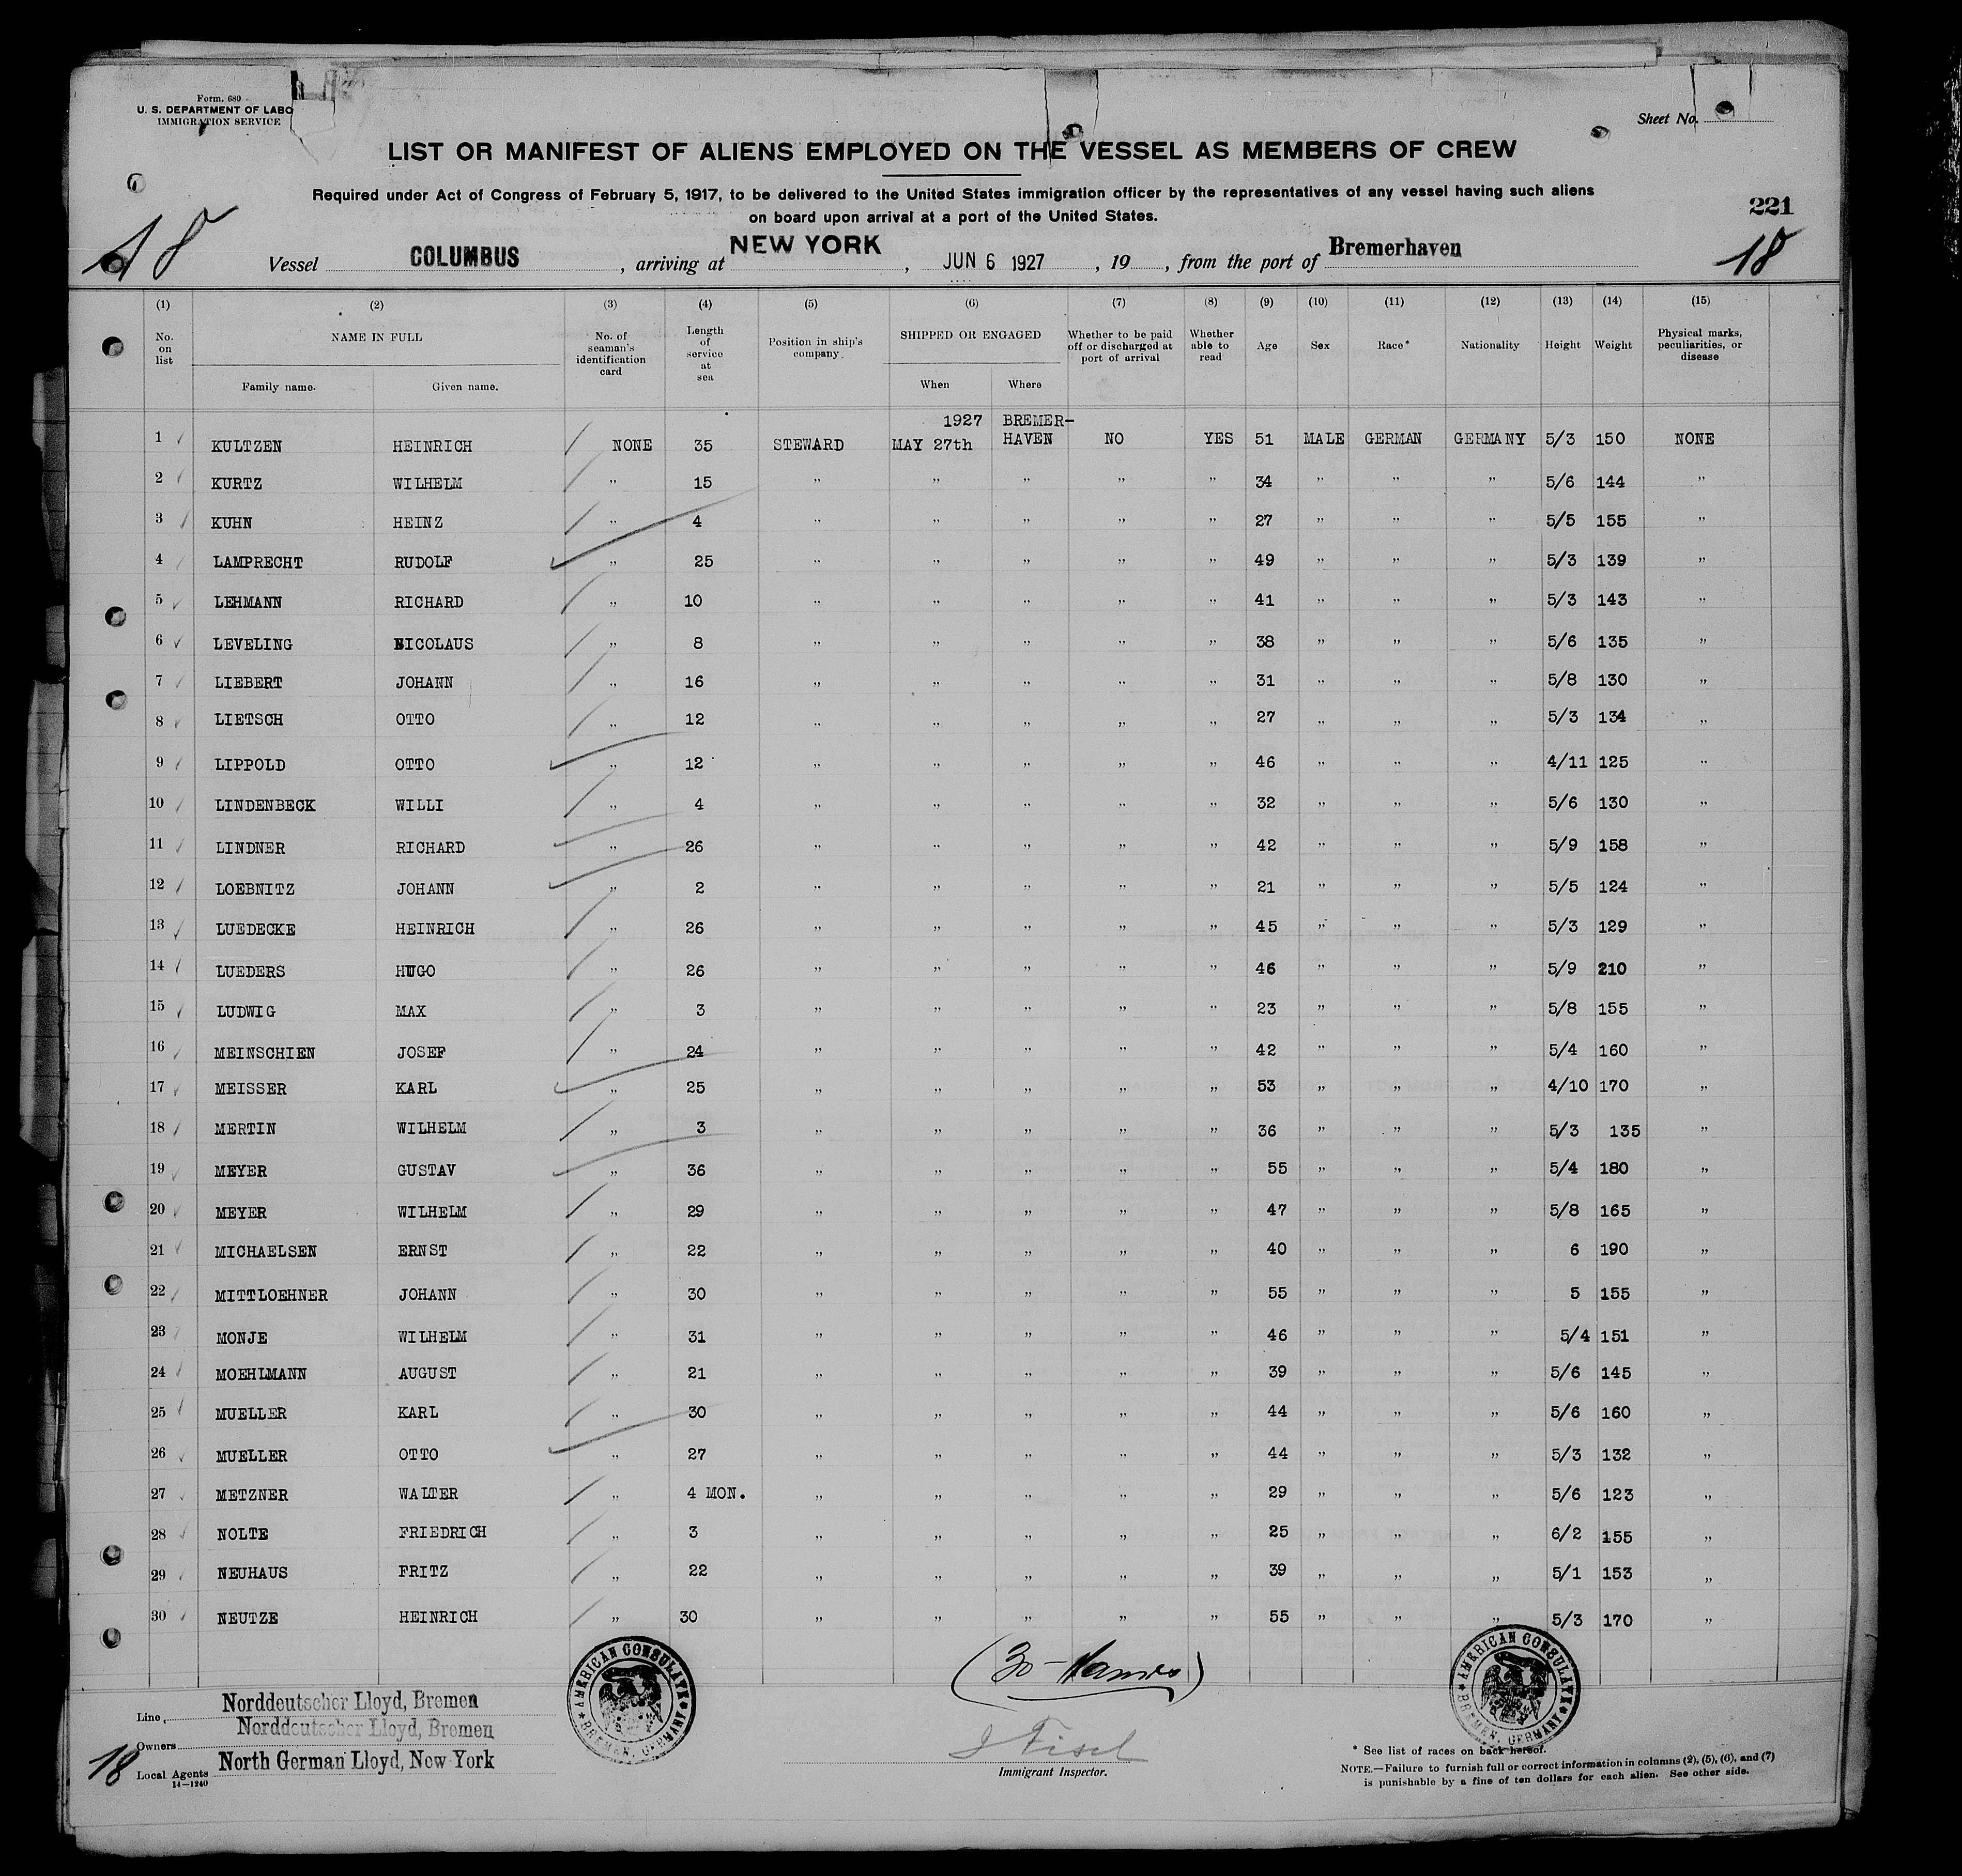 Form. 680
U. S. DEPARTMENT OF LABO
IMMIGRATION SERVICE
Sheet No.
LIST OR MANIFEST OF ALIENS EMPLOYED ON THE VESSEL AS MEMBERS OF CREW
Required under Act of Congress of February 5, 1917, to be delivered to the United States immigration officer by the representatives of any vessel having such aliens
on board upon arrival at a port of the United States.
221
18 Vessel COLUMBUS, arriving at NEW YORK, JUN 6 1927, 19, from the port of Bremerhaven 18
(1) (2) (3) (4) (5) (6) (7) (8) (9) (10) (11) (12) (13) (14) (15)
No. on list NAME IN FULL No. of seaman's identification card Length of service at sea Position in ship's company. SHIPPED OR ENGAGED Whether to be paid off or discharged at port of arrival Whether able to read Age Sex Race* Nationality Height Weight Physical marks, peculiarities, or disease
Family name. Given name. When Where
1927 BREMER-
1 KULTZEN HEINRICH NONE 35 STEWARD MAY 27th HAVEN NO YES 51 MALE GERMAN GERMANY 5/3 150 NONE
2 KURTZ WILHELM " 15 " " " " " 34 " " " 5/6 144 "
3 KUHN HEINZ " 4 " " " " " 27 " " " 5/5 155 "
4 LAMPRECHT RUDOLF " 25 " " " " " 49 " " " 5/3 139 "
5 LEHMANN RICHARD " 10 " " " " " 41 " " " 5/3 143 "
6 LEVELING NICOLAUS " 8 " " " " " 38 " " " 5/6 135 "
7 LIEBERT JOHANN " 16 " " " " " 31 " " " 5/8 130 "
8 LIETSCH OTTO " 12 " " " " " 27 " " " 5/3 134 "
9 LIPPOLD OTTO " 12 " " " " " 46 " " " 4/11 125 "
10 LINDENBECK WILLI " 4 " " " " " 32 " " " 5/6 130 "
11 LINDNER RICHARD " 26 " " " " " 42 " " " 5/9 158 "
12 LOEBNITZ JOHANN " 2 " " " " " 21 " " " 5/5 124 "
13 LUEDECKE HEINRICH " 26 " " " " " 45 " " " 5/3 129 "
14 LUEDERS HUGO " 26 " " " " " 46 " " " 5/9 210 "
15 LUDWIG MAX " 3 " " " " " 23 " " " 5/8 155 "
16 MEINSCHIEN JOSEF " 24 " " " " " 42 " " " 5/4 160 "
17 MEISSER KARL " 25 " " " " " 53 " " " 4/10 170 "
18 MERTIN WILHELM " 3 " " " " " 36 " " " 5/3 135 "
19 MEYER GUSTAV " 36 " " " " " 55 " " " 5/4 180 "
20 MEYER WILHELM " 29 " " " " " 47 " " " 5/8 165 "
21 MICHAELSEN ERNST " 22 " " " " " 40 " " " 6 190 "
22 MITTLOEHNER JOHANN " 30 " " " " " 55 " " " 5 155 "
23 MONJE WILHELM " 31 " " " " " 46 " " " 5/4 151 "
24 MOEHLMANN AUGUST " 21 " " " " " 39 " " " 5/6 145 "
25 MUELLER KARL " 30 " " " " " 44 " " " 5/6 160 "
26 MUELLER OTTO " 27 " " " " " 44 " " " 5/3 132 "
27 METZNER WALTER " 4 MON. " " " " " 29 " " " 5/6 123 "
28 NOLTE FRIEDRICH " 3 " " " " " 25 " " " 6/2 155 "
29 NEUHAUS FRITZ " 22 " " " " " 39 " " " 5/1 153 "
30 NEUTZE HEINRICH " 30 " " " " " 55 " " " 5/3 170 "
(30 - Names)
AMERICAN CONSULATE BREMEN, GERMANY
AMERICAN CONSULATE BREMEN, GERMANY
Line, Norddeutscher Lloyd, Bremen
Owners Norddeutscher Lloyd, Bremen
18 Local Agents North German Lloyd, New York
14—1240
Immigrant Inspector.
* See list of races on back hereof.
NOTE.—Failure to furnish full or correct information in columns (2), (5), (6), and (7)
is punishable by a fine of ten dollars for each alien. See other side.